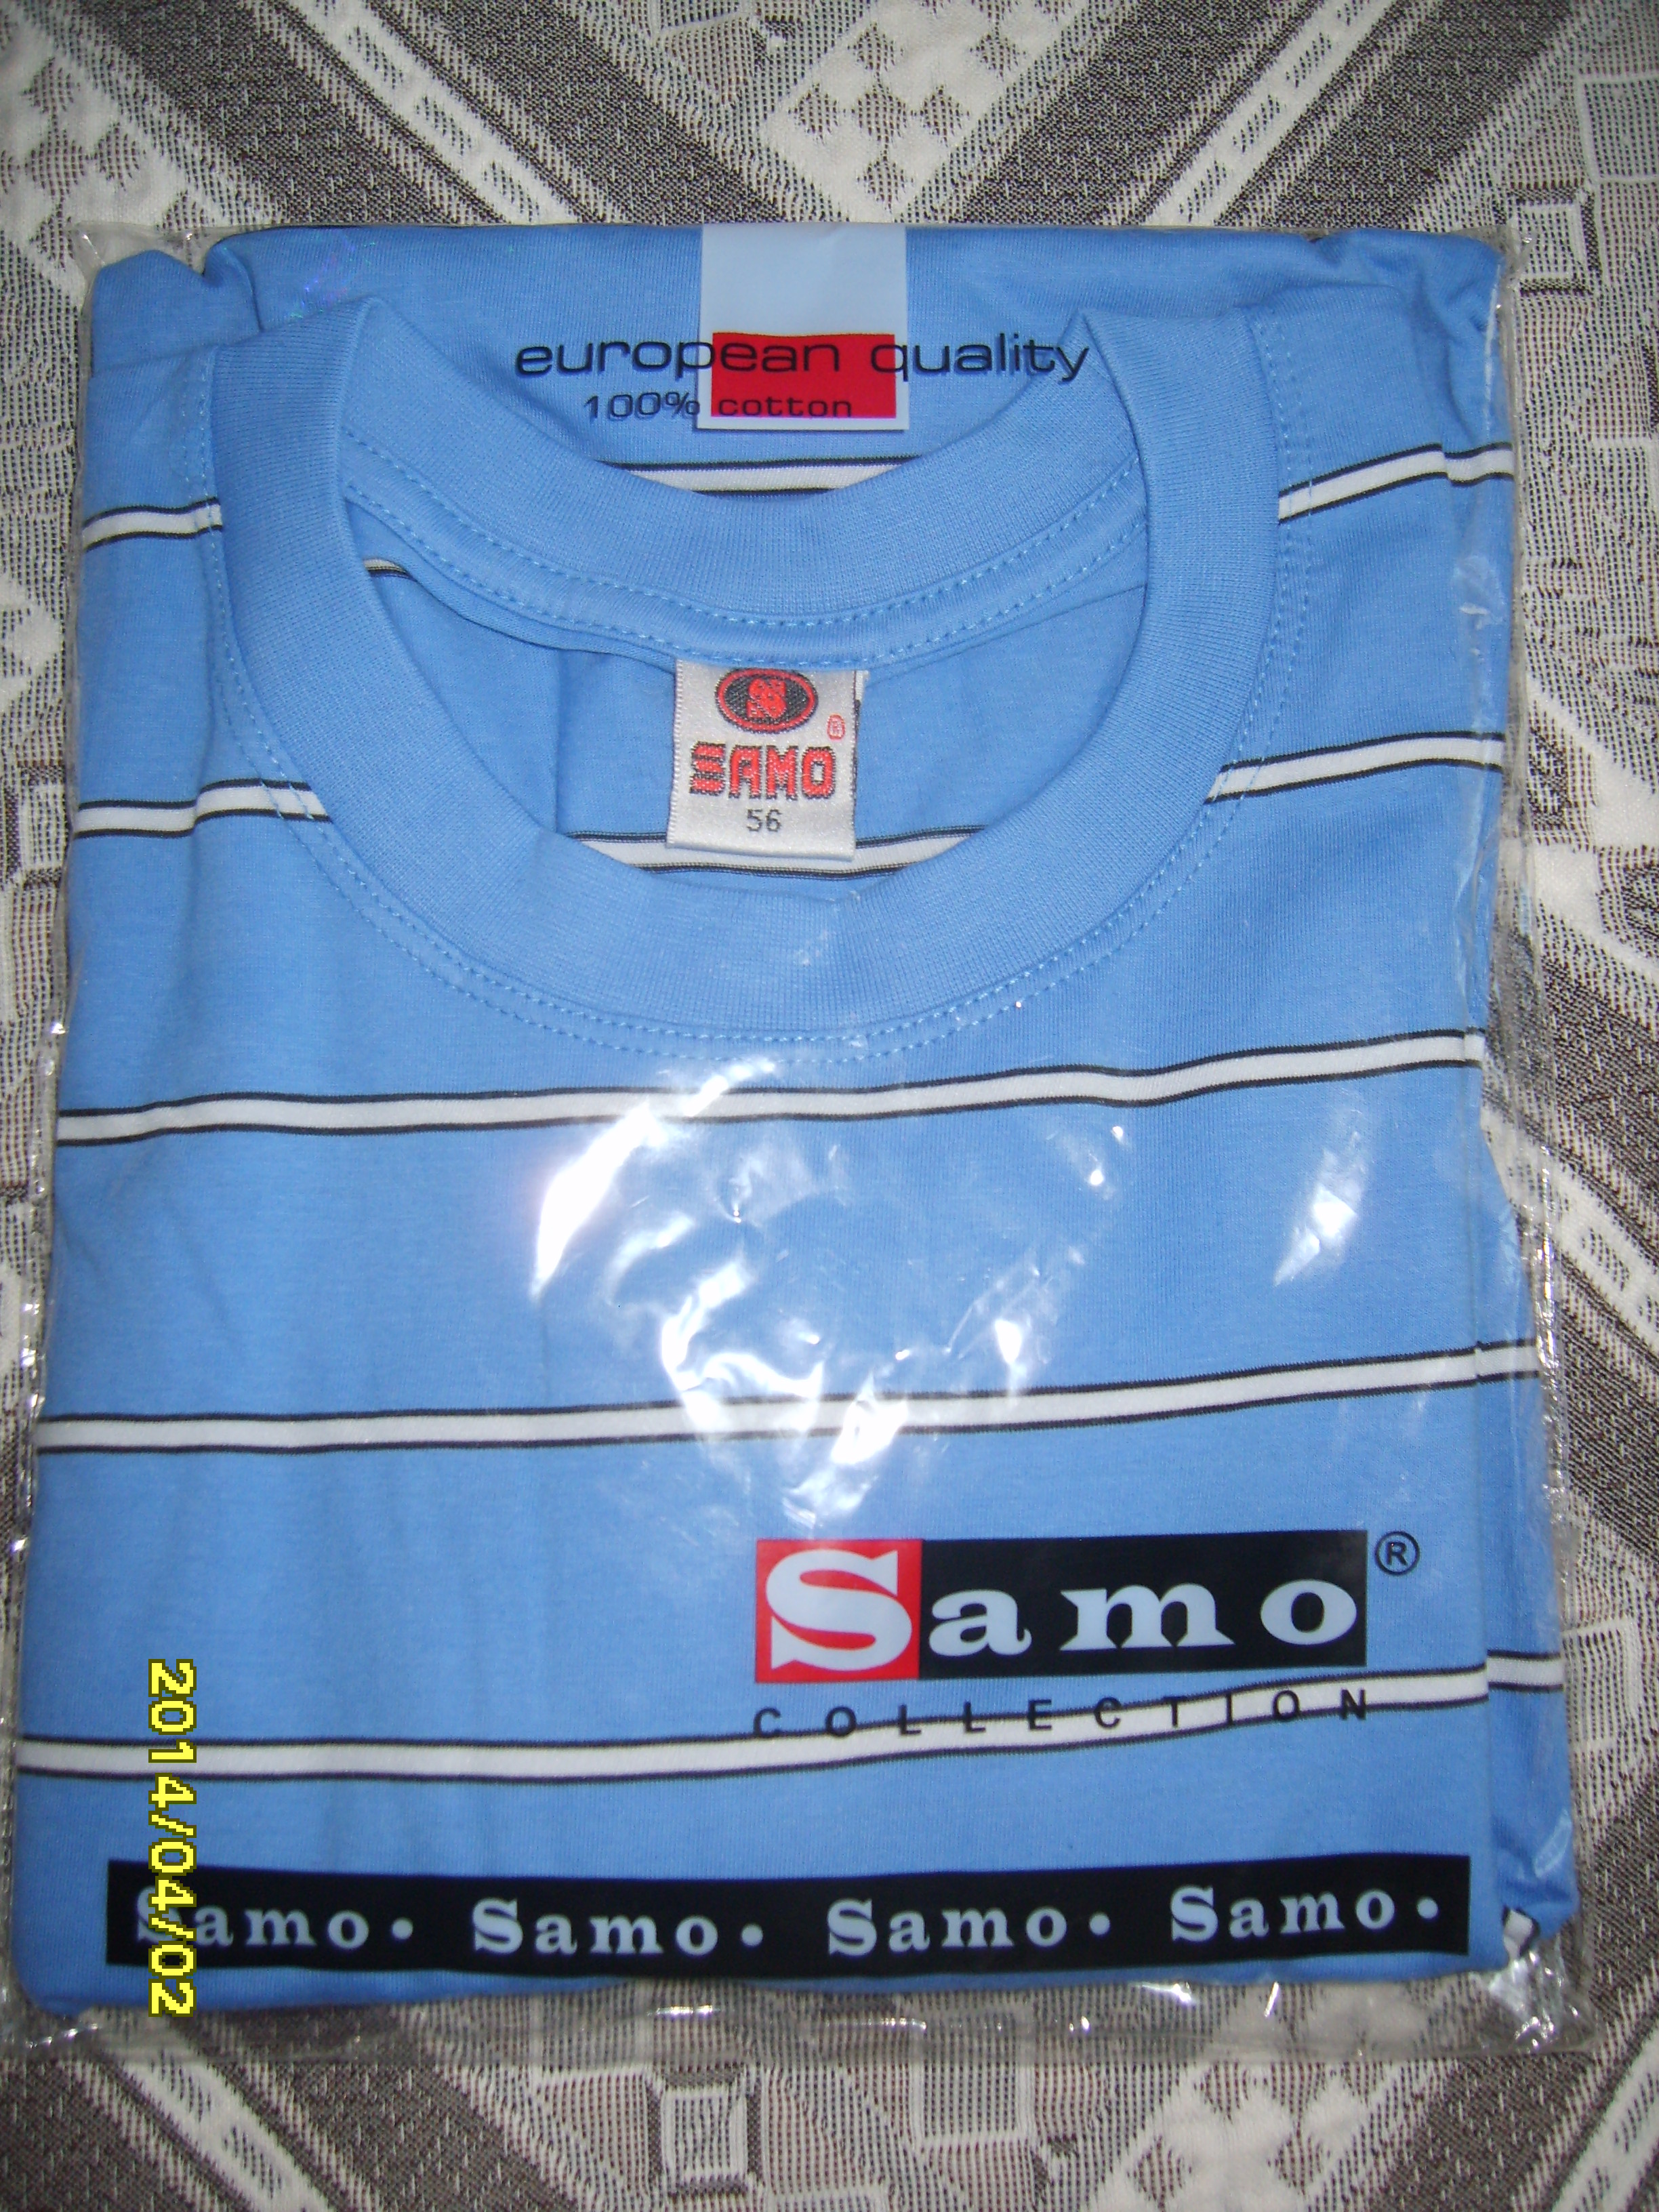 european quality
100% cotton
SAMO ®
56
Samo ®
COLLECTION
Samo • Samo • Samo • Samo •
2014/04/02